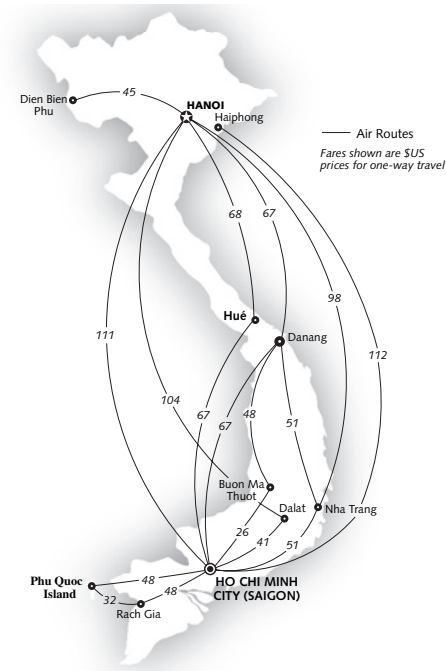 45
Dien Bien
Phu
HANOI
Haiphong
Air Routes
Fares shown are $US
prices for one-way travel
68
67
98
Hué
Danang
111
112
104
67
67
48
51
Buon Ma
Thuot
Dalat
Nha Trang
26
41
51
HO CHI MINH
CITY (SAIGON)
Phu Quoc
Island
48
32
48
Rach Gia